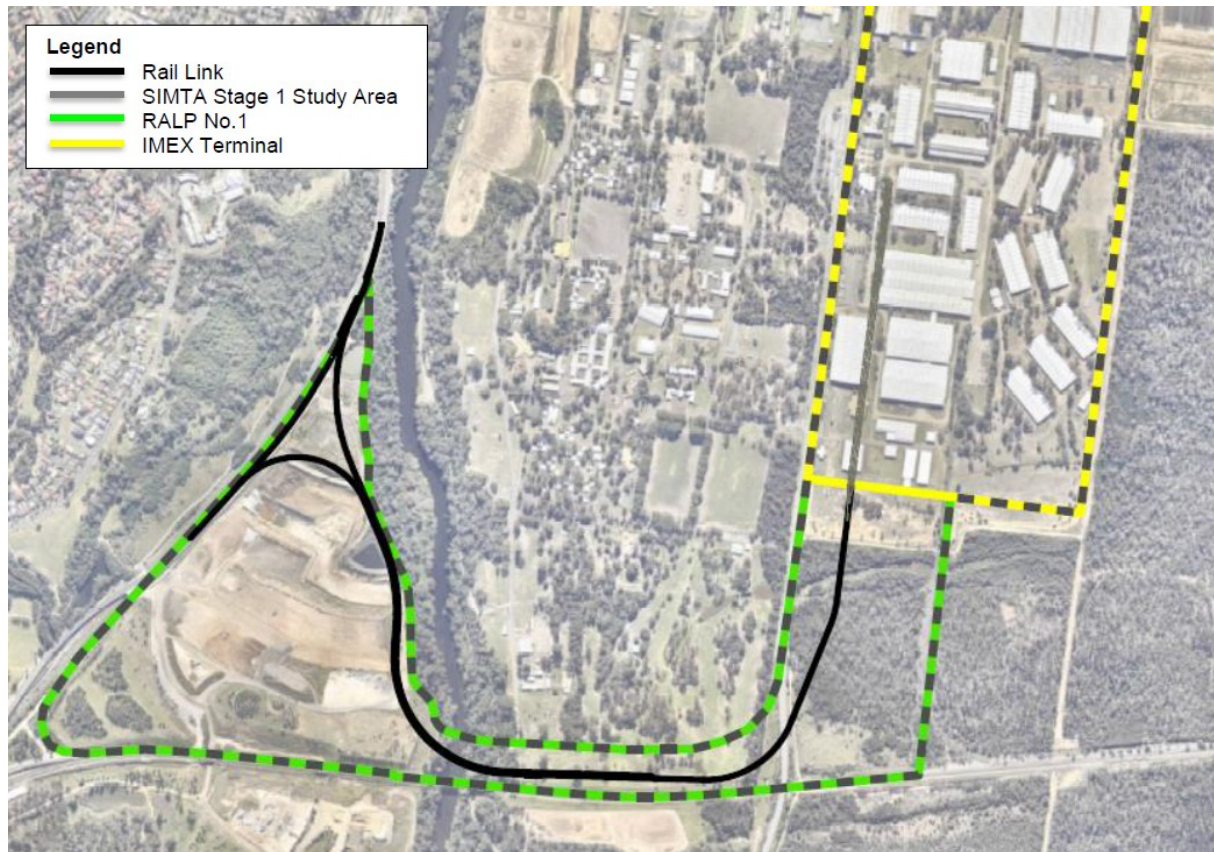 Legend
Rail Link
SIMTA Stage 1 Study Area
RALP No.1
IMEX Terminal